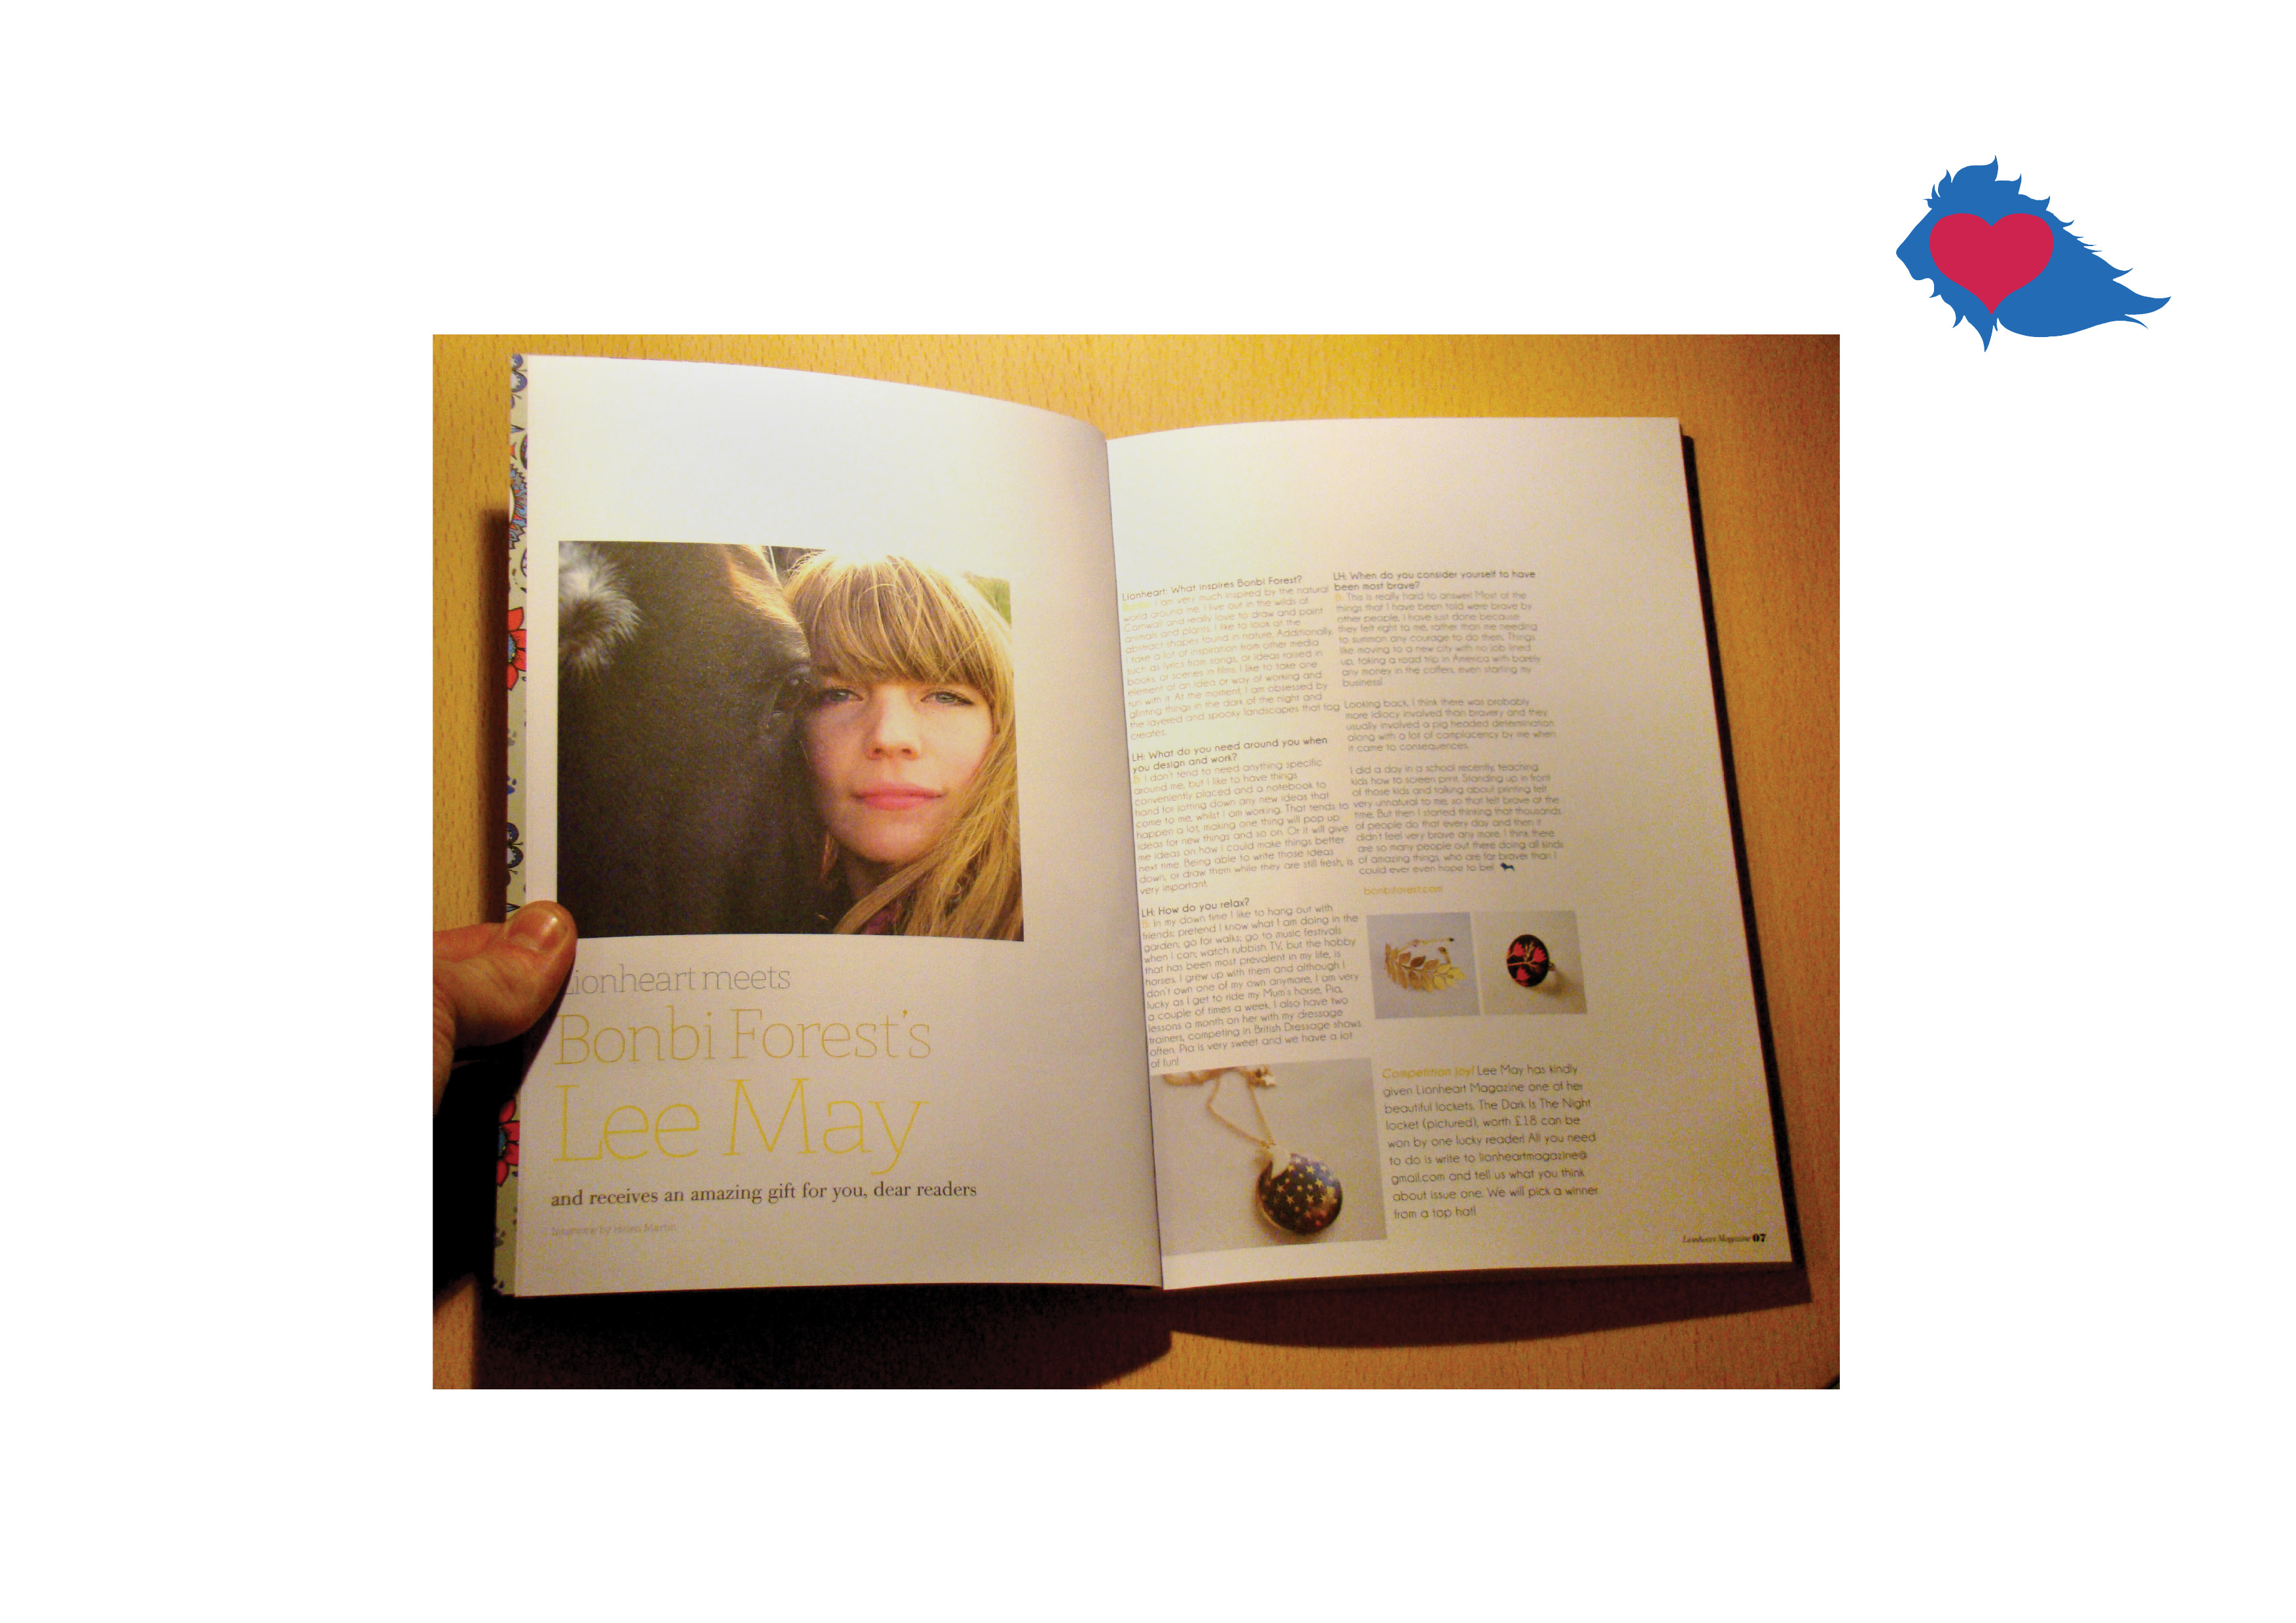 Lionheart meets
Bonbi Forest's
Lee May
and receives an amazing gift for you, dear readers
Interview by Helen Martin
Lionheart: What inspires Bonbi Forest?
I am very much inspired by the natural
world around me. I live out in the wilds of
Cornwall and really love to draw and paint
animals and plants. I like to look at the
abstract shapes found in nature. Additionally,
I take a lot of inspiration from other media
such as lyrics from songs, or ideas raised in
books, or scenes in films. I like to take one
element of an idea or way of working and
run with it. At the moment, I am obsessed by
glinting things in the dark of the night and
the layered and spooky landscapes that fog
creates.
LH: What do you need around you when
you design and work?
B: I don't tend to need anything specific
around me, but I like to have things
conveniently placed and a notebook to
hand for jotting down any new ideas that
come to me, whilst I am working. That tends to
happen a lot, making one thing will pop up
ideas for new things and so on. Or it will give
me ideas on how I could make things better
next time. Being able to write those ideas
down, or draw them while they are still fresh, is
very important.
LH: How do you relax?
B: In my down time I like to hang out with
friends; pretend I know what I am doing in the
garden; go for walks; go to music festivals
when I can; watch rubbish TV, but the hobby
that has been most prevalent in my life, is
horses. I grew up with them and although I
don't own one of my own anymore, I am very
lucky as I get to ride my Mum's horse, Pia,
a couple of times a week. I also have two
lessons a month on her with my dressage
trainers, competing in British Dressage shows
often. Pia is very sweet and we have a lot
of fun!
LH: When do you consider yourself to have
been most brave?
B: This is really hard to answer! Most of the
things that I have been told were brave by
other people, I have just done because
they felt right to me, rather than me needing
to summon any courage to do them. Things
like moving to a new city with no job lined
up, taking a road trip in America with barely
any money in the coffers, even starting my
business!
Looking back, I think there was probably
more idiocy involved than bravery and they
usually involved a pig headed determination
along with a lot of complacency by me when
it came to consequences.
I did a day in a school recently, teaching
kids how to screen print. Standing up in front
of those kids and talking about printing felt
very unnatural to me, so that felt brave at the
time. But then I started thinking that thousands
of people do that every day and then it
didn't feel very brave any more. I think there
are so many people out there doing all kinds
of amazing things, who are far braver than I
could ever even hope to be!
bonbiforest.com
Competition Joy! Lee May has kindly
given Lionheart Magazine one of her
beautiful lockets. The Dark Is The Night
locket (pictured), worth £18 can be
won by one lucky reader! All you need
to do is write to lionheartmagazine@
gmail.com and tell us what you think
about issue one. We will pick a winner
from a top hat!
Lionheart Magazine 07